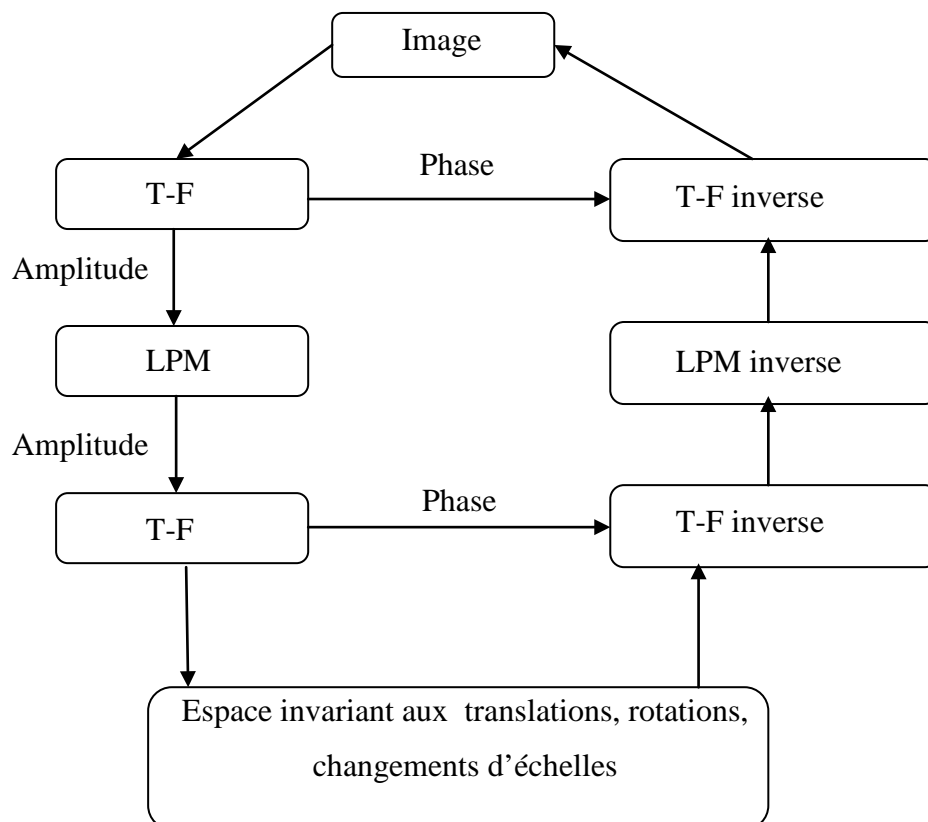 Image
Phase
T-F
T-F inverse
Amplitude
LPM
LPM inverse
Amplitude
Phase
T-F
T-F inverse
Espace invariant aux translations, rotations,
changements d’échelles